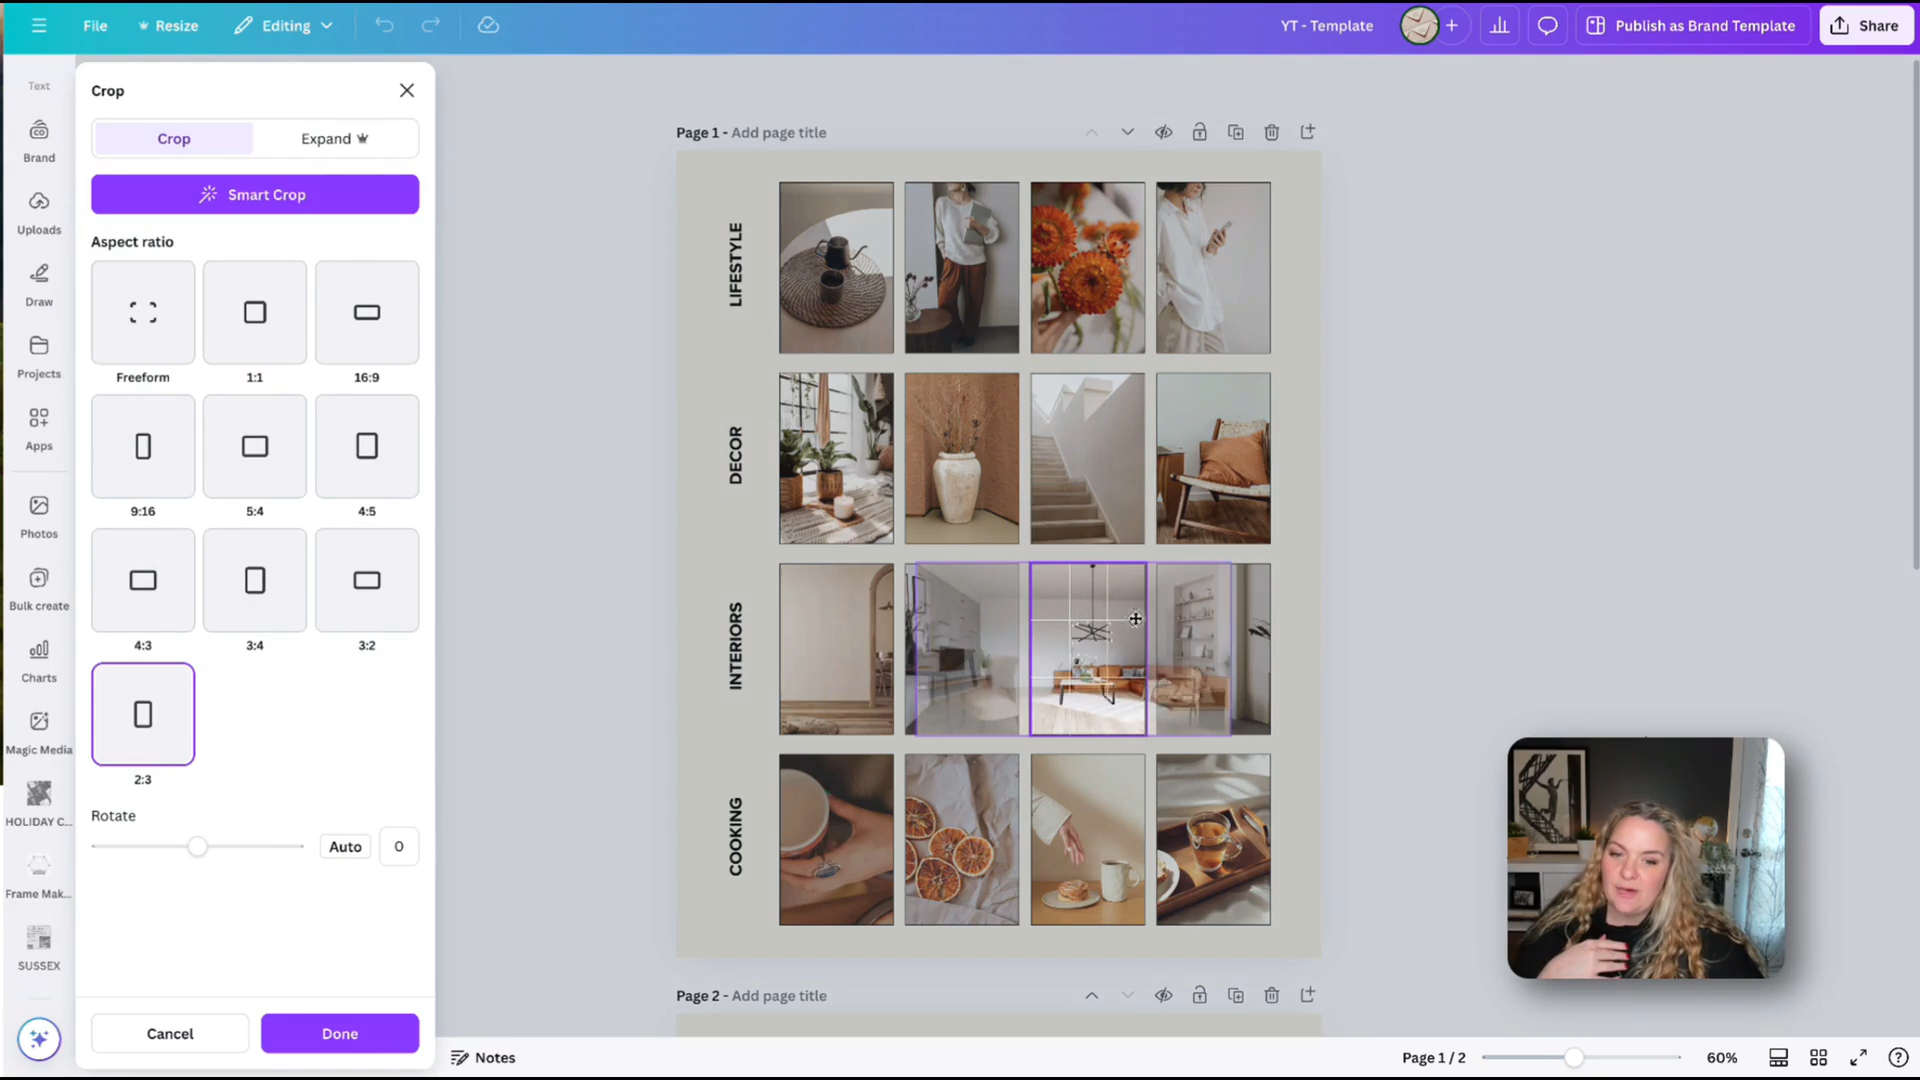 File
Resize
Editing
YT - Template
Publish as Brand Template
Share
Text
Brand
Uploads
Draw
Projects
Apps
Photos
Bulk create
Charts
Magic Media
HOLIDAY C...
Frame Mak...
SUSSEX
Crop
Crop
Expand
Smart Crop
Aspect ratio
Freeform
1:1
16:9
9:16
5:4
4:5
4:3
3:4
3:2
2:3
Rotate
Auto
0
Cancel
Done
Page 1 - Add page title
LIFESTYLE
DECOR
INTERIORS
COOKING
Page 2 - Add page title
Notes
Page 1 / 2
60%